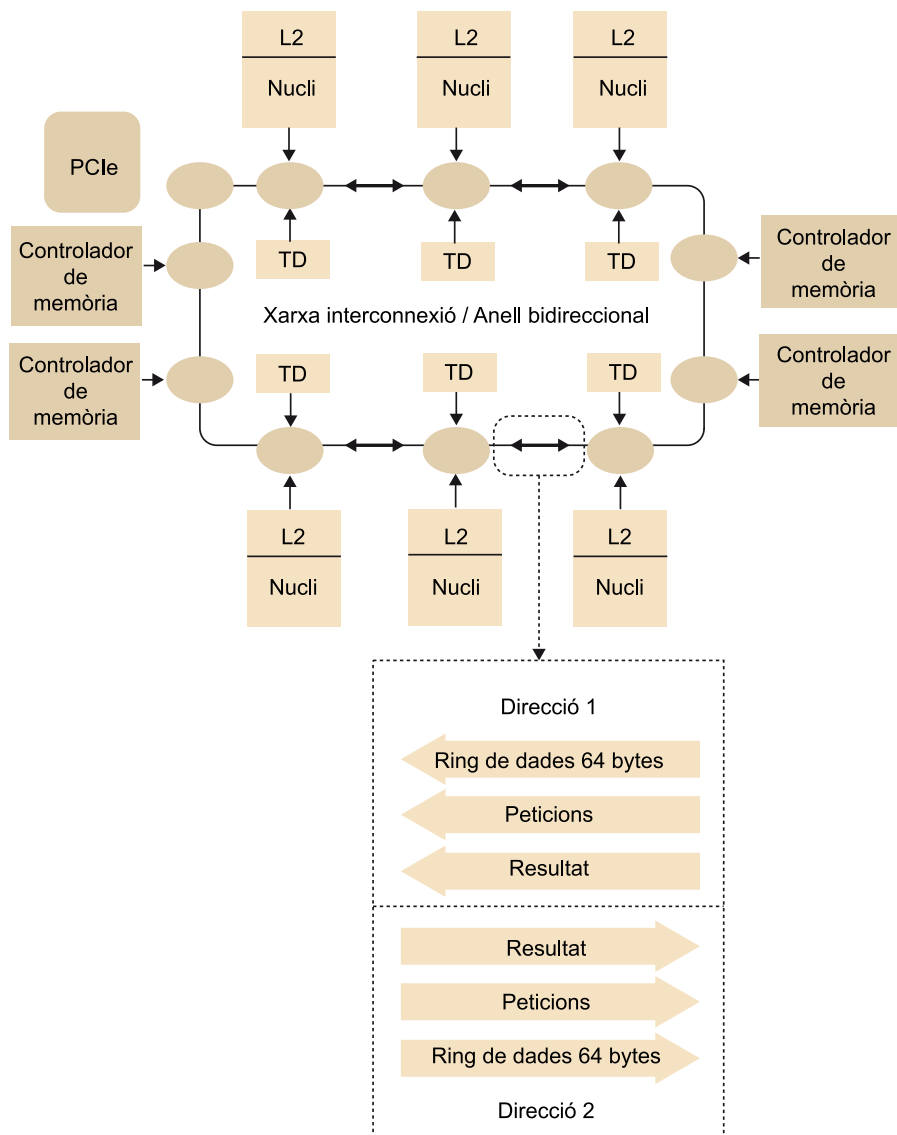 L2
L2
L2
Nucli
Nucli
Nucli
PCIe
Controlador
de
memòria
TD
TD
TD
Controlador
de
memòria
Xarxa interconnexió / Anell bidireccional
Controlador
de
memòria
TD
TD
TD
Controlador
de
memòria
L2
L2
L2
Nucli
Nucli
Nucli
Direcció 1
Ring de dades 64 bytes
Peticions
Resultat
Resultat
Peticions
Ring de dades 64 bytes
Direcció 2